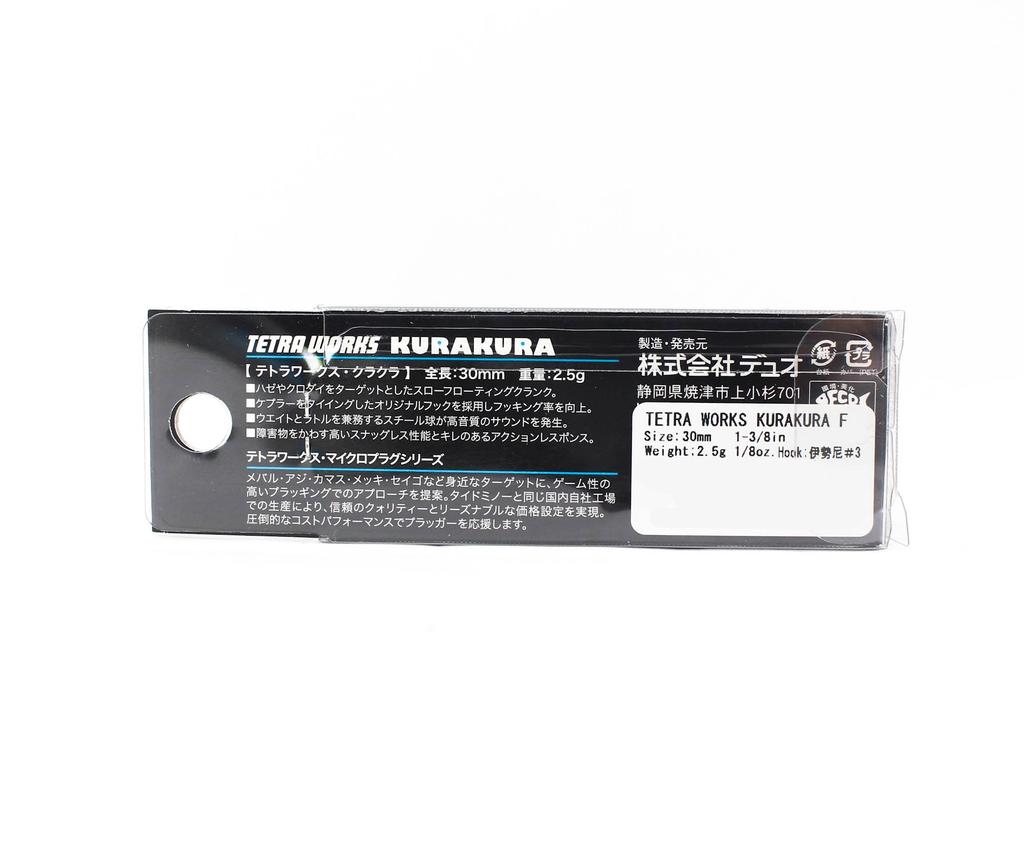 TETRA WORKS KURAKURA
【 テトラワークス・クラクラ 】 全長：30mm 重量：2.5g
■ハゼやクロダイをターゲットとしたスローフローティングクランク。
■ケブラーをタイイングしたオリジナルフックを採用しフッキング率を向上。
■ウエイトとラトルを兼務するスチール球が高音質のサウンドを発生。
■障害物をかわす高いスナッグレス性能とキレのあるアクションレスポンス。
テトラワークス・マイクロプラグシリーズ
メバル・アジ・カマス・メッキ・セイゴなど身近なターゲットに、ゲーム性の
高いプラッギングでのアプローチを提案。タイドミノーと同じ国内自社工場
での生産により、信頼のクォリティーとリーズナブルな価格設定を実現。
圧倒的なコストパフォーマンスでプラッガーを応援します。
製造・発売元
株式会社デュオ
静岡県焼津市上小杉701
紙 プラ
台紙 カバー (PET)
環境・美化
TETRA WORKS KURAKURA F
Size:30mm 1-3/8in
Weight:2.5g 1/8oz.Hook:伊勢尼#3